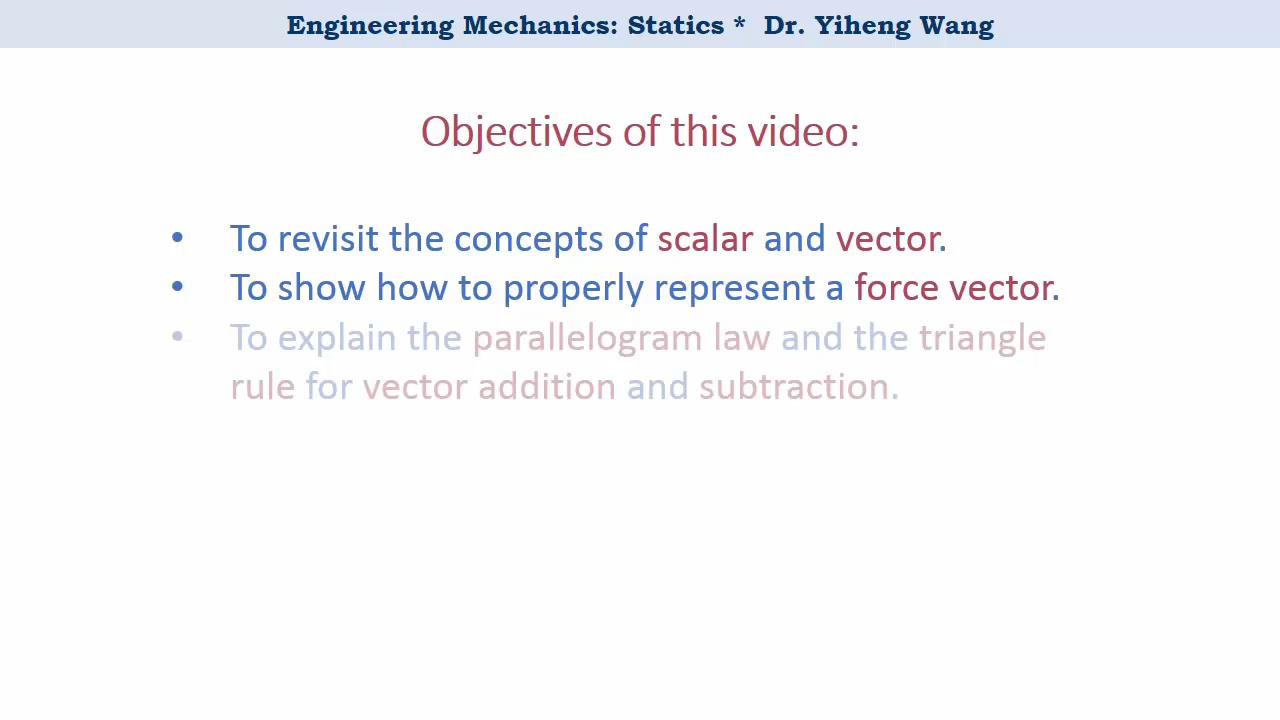 Engineering Mechanics: Statics * Dr. Yiheng Wang
Objectives of this video:
• To revisit the concepts of scalar and vector.
• To show how to properly represent a force vector.
• To explain the parallelogram law and the triangle
rule for vector addition and subtraction.